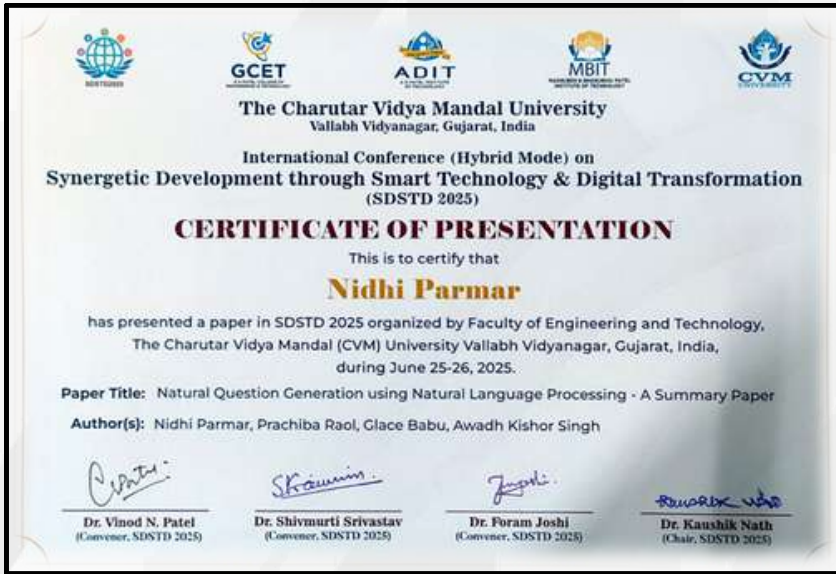 SDSTD2025
GCET
ADIT
MBIT
CVM
UNIVERSITY
The Charutar Vidya Mandal University
Vallabh Vidyanagar, Gujarat, India
International Conference (Hybrid Mode) on
Synergetic Development through Smart Technology & Digital Transformation
(SDSTD 2025)
CERTIFICATE OF PRESENTATION
This is to certify that
Nidhi Parmar
has presented a paper in SDSTD 2025 organized by Faculty of Engineering and Technology,
The Charutar Vidya Mandal (CVM) University Vallabh Vidyanagar, Gujarat, India,
during June 25-26, 2025.
Paper Title: Natural Question Generation using Natural Language Processing - A Summary Paper
Author(s): Nidhi Parmar, Prachiba Raol, Glace Babu, Awadh Kishor Singh
Dr. Vinod N. Patel
(Convener, SDSTD 2025)
Dr. Shivmurti Srivastav
(Convener, SDSTD 2025)
Dr. Foram Joshi
(Convener, SDSTD 2025)
Dr. Kaushik Nath
(Chair, SDSTD 2025)